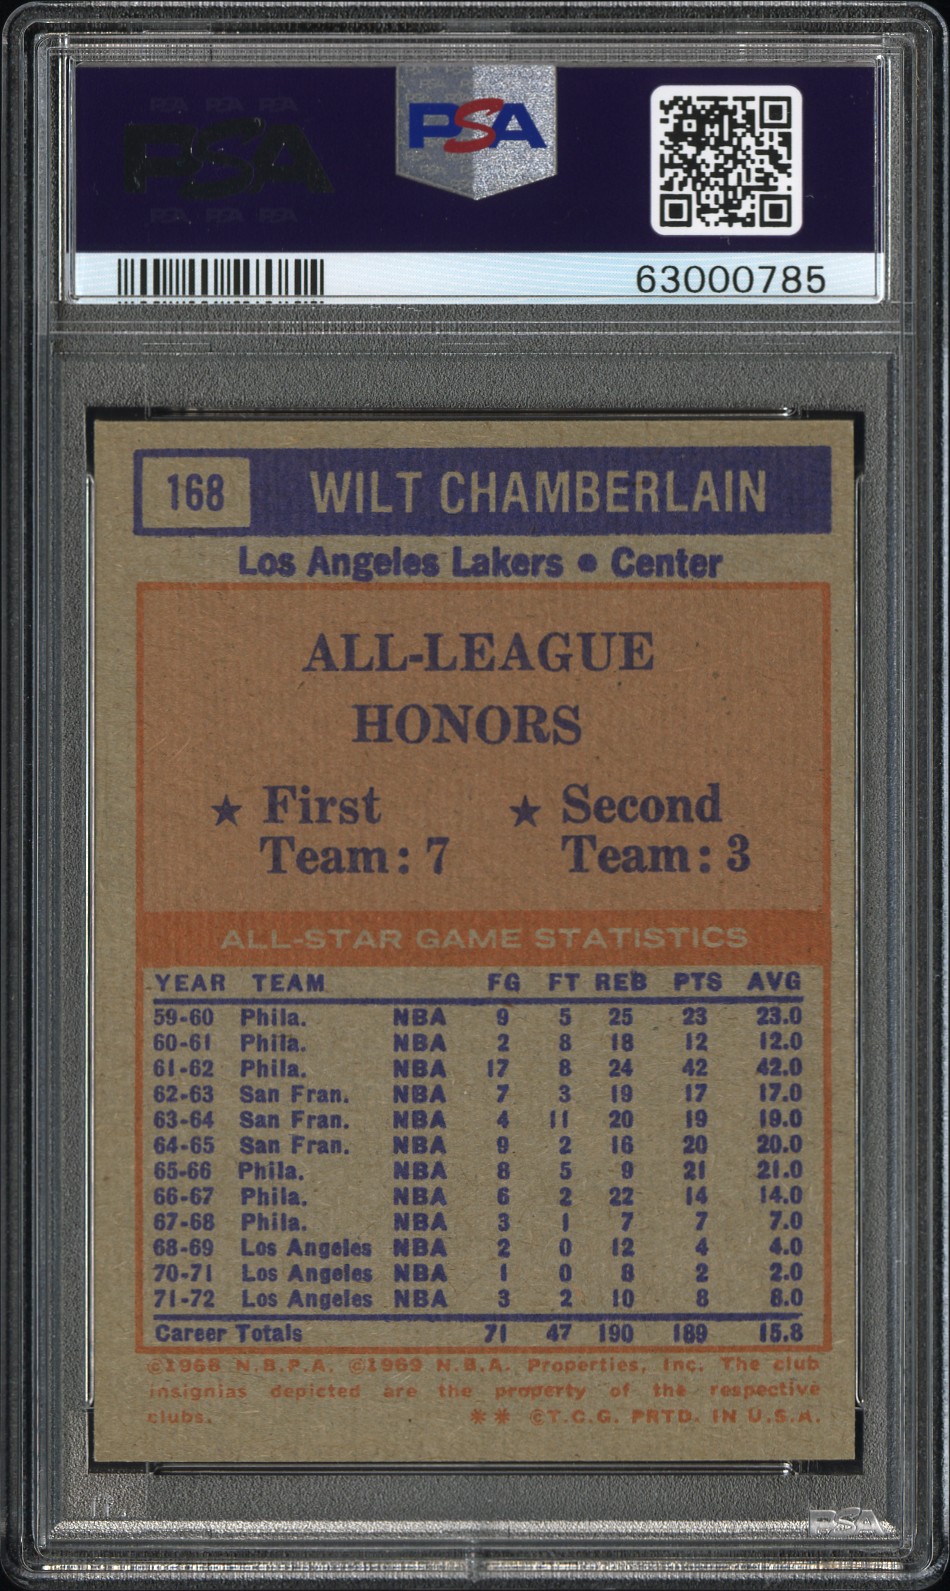 PSA PSA PSA
PSA
PSA PSA PSA
PSA
63000785
168 WILT CHAMBERLAIN
Los Angeles Lakers • Center
ALL-LEAGUE
HONORS
★ First Team: 7
★ Second Team: 3
ALL-STAR GAME STATISTICS
YEAR TEAM FG FT REB PTS AVG
59-60 Phila. NBA 9 5 25 23 23.0
60-61 Phila. NBA 2 8 18 12 12.0
61-62 Phila. NBA 17 8 24 42 42.0
62-63 San Fran. NBA 7 3 19 17 17.0
63-64 San Fran. NBA 4 11 20 19 19.0
64-65 San Fran. NBA 9 2 16 20 20.0
65-66 Phila. NBA 8 5 9 21 21.0
66-67 Phila. NBA 6 2 22 14 14.0
67-68 Phila. NBA 3 1 7 7 7.0
68-69 Los Angeles NBA 2 0 12 4 4.0
70-71 Los Angeles NBA 1 0 8 2 2.0
71-72 Los Angeles NBA 3 2 10 8 8.0
Career Totals 71 47 190 189 15.8
©1968 N.B.P.A. ©1969 N.B.A. Properties, Inc. The club
insignias depicted are the property of the respective
clubs. ** ©T.C.G. PRTD. IN U.S.A.
PSA